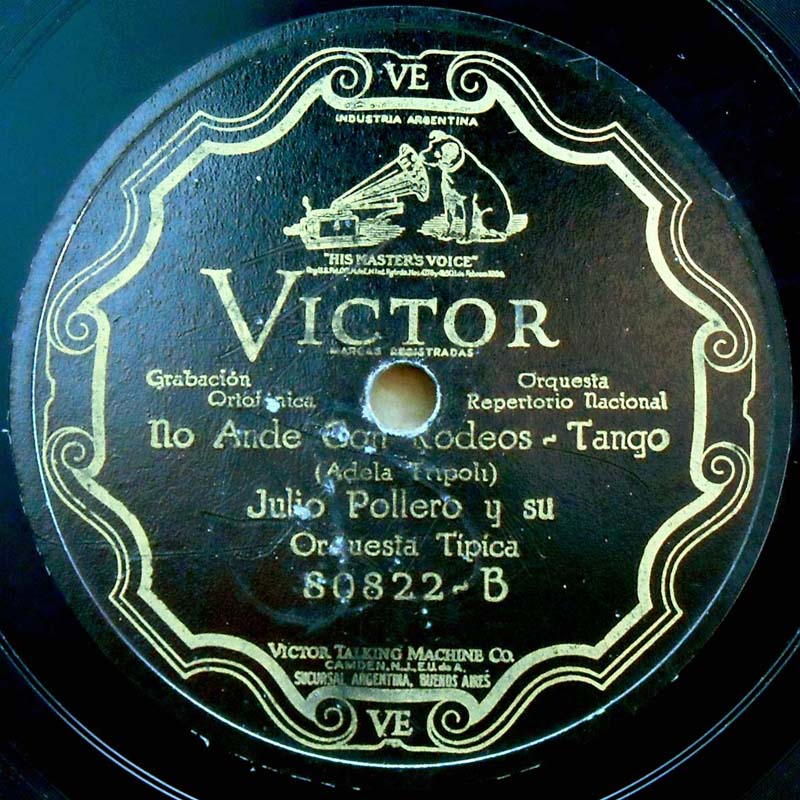 VE
INDUSTRIA ARGENTINA
"HIS MASTER'S VOICE"
VICTOR
MARCAS REGISTRADAS
Grabación Orquesta
Ortofónica Repertorio Nacional
No Ande Con Rodeos - Tango
(Adela Tripoli)
Julio Pollero y su
Orquesta Típica
80822-B
VICTOR TALKING MACHINE CO.
CAMDEN, N.J., E.U. de A.
SUCURSAL ARGENTINA, BUENOS AIRES
VE